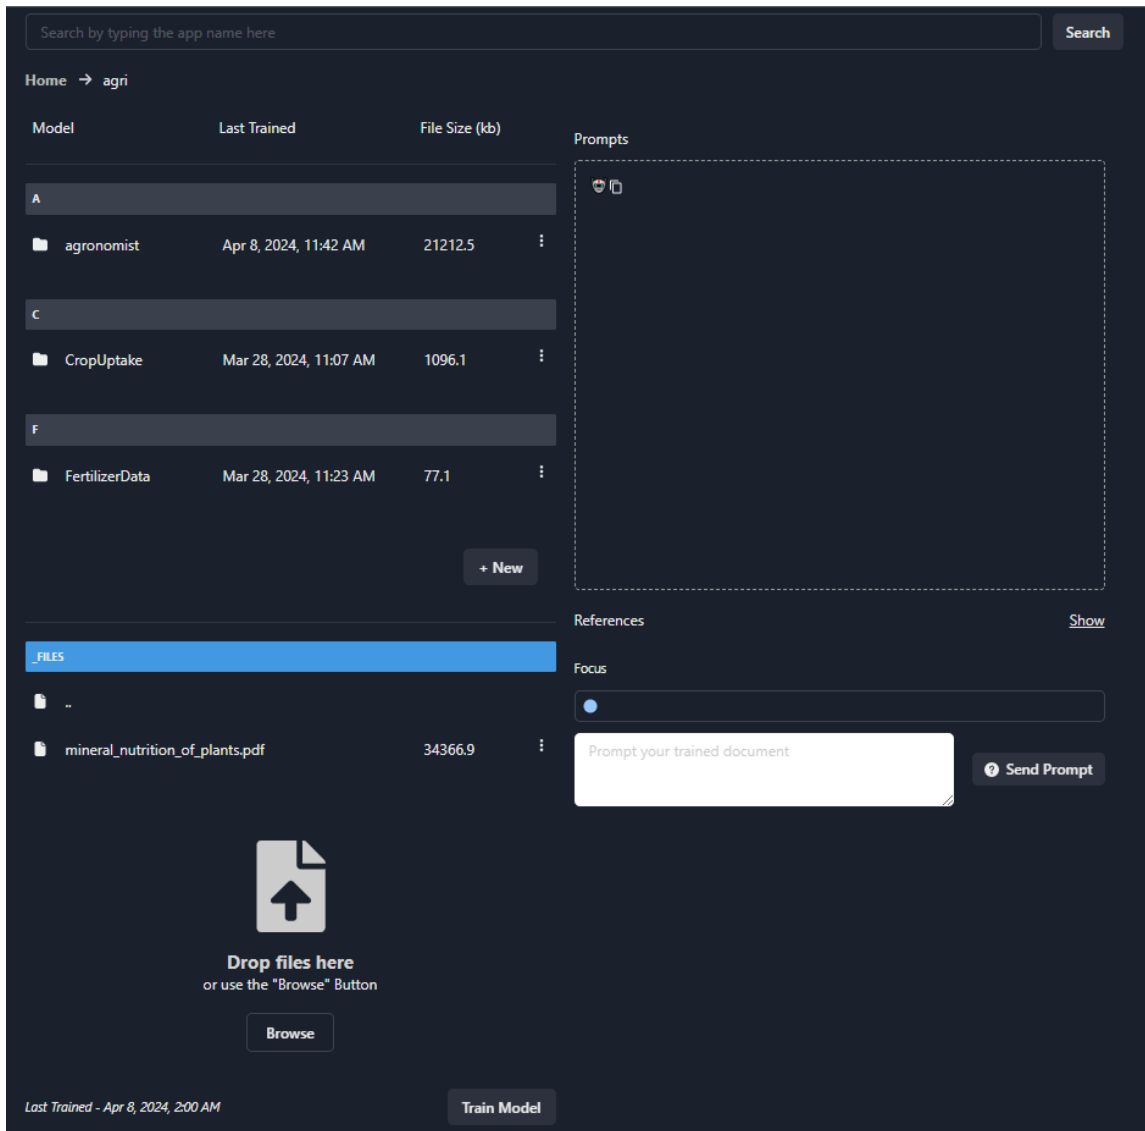 Search by typing the app name here
Search
Home → agri
Model Last Trained File Size (kb)
A
agronomist Apr 8, 2024, 11:42 AM 21212.5
C
CropUptake Mar 28, 2024, 11:07 AM 1096.1
F
FertilizerData Mar 28, 2024, 11:23 AM 77.1
+ New
_FILES
..
mineral_nutrition_of_plants.pdf 34366.9
Drop files here
or use the "Browse" Button
Browse
Last Trained - Apr 8, 2024, 2:00 AM
Train Model
Prompts
References Show
Focus
Prompt your trained document
Send Prompt